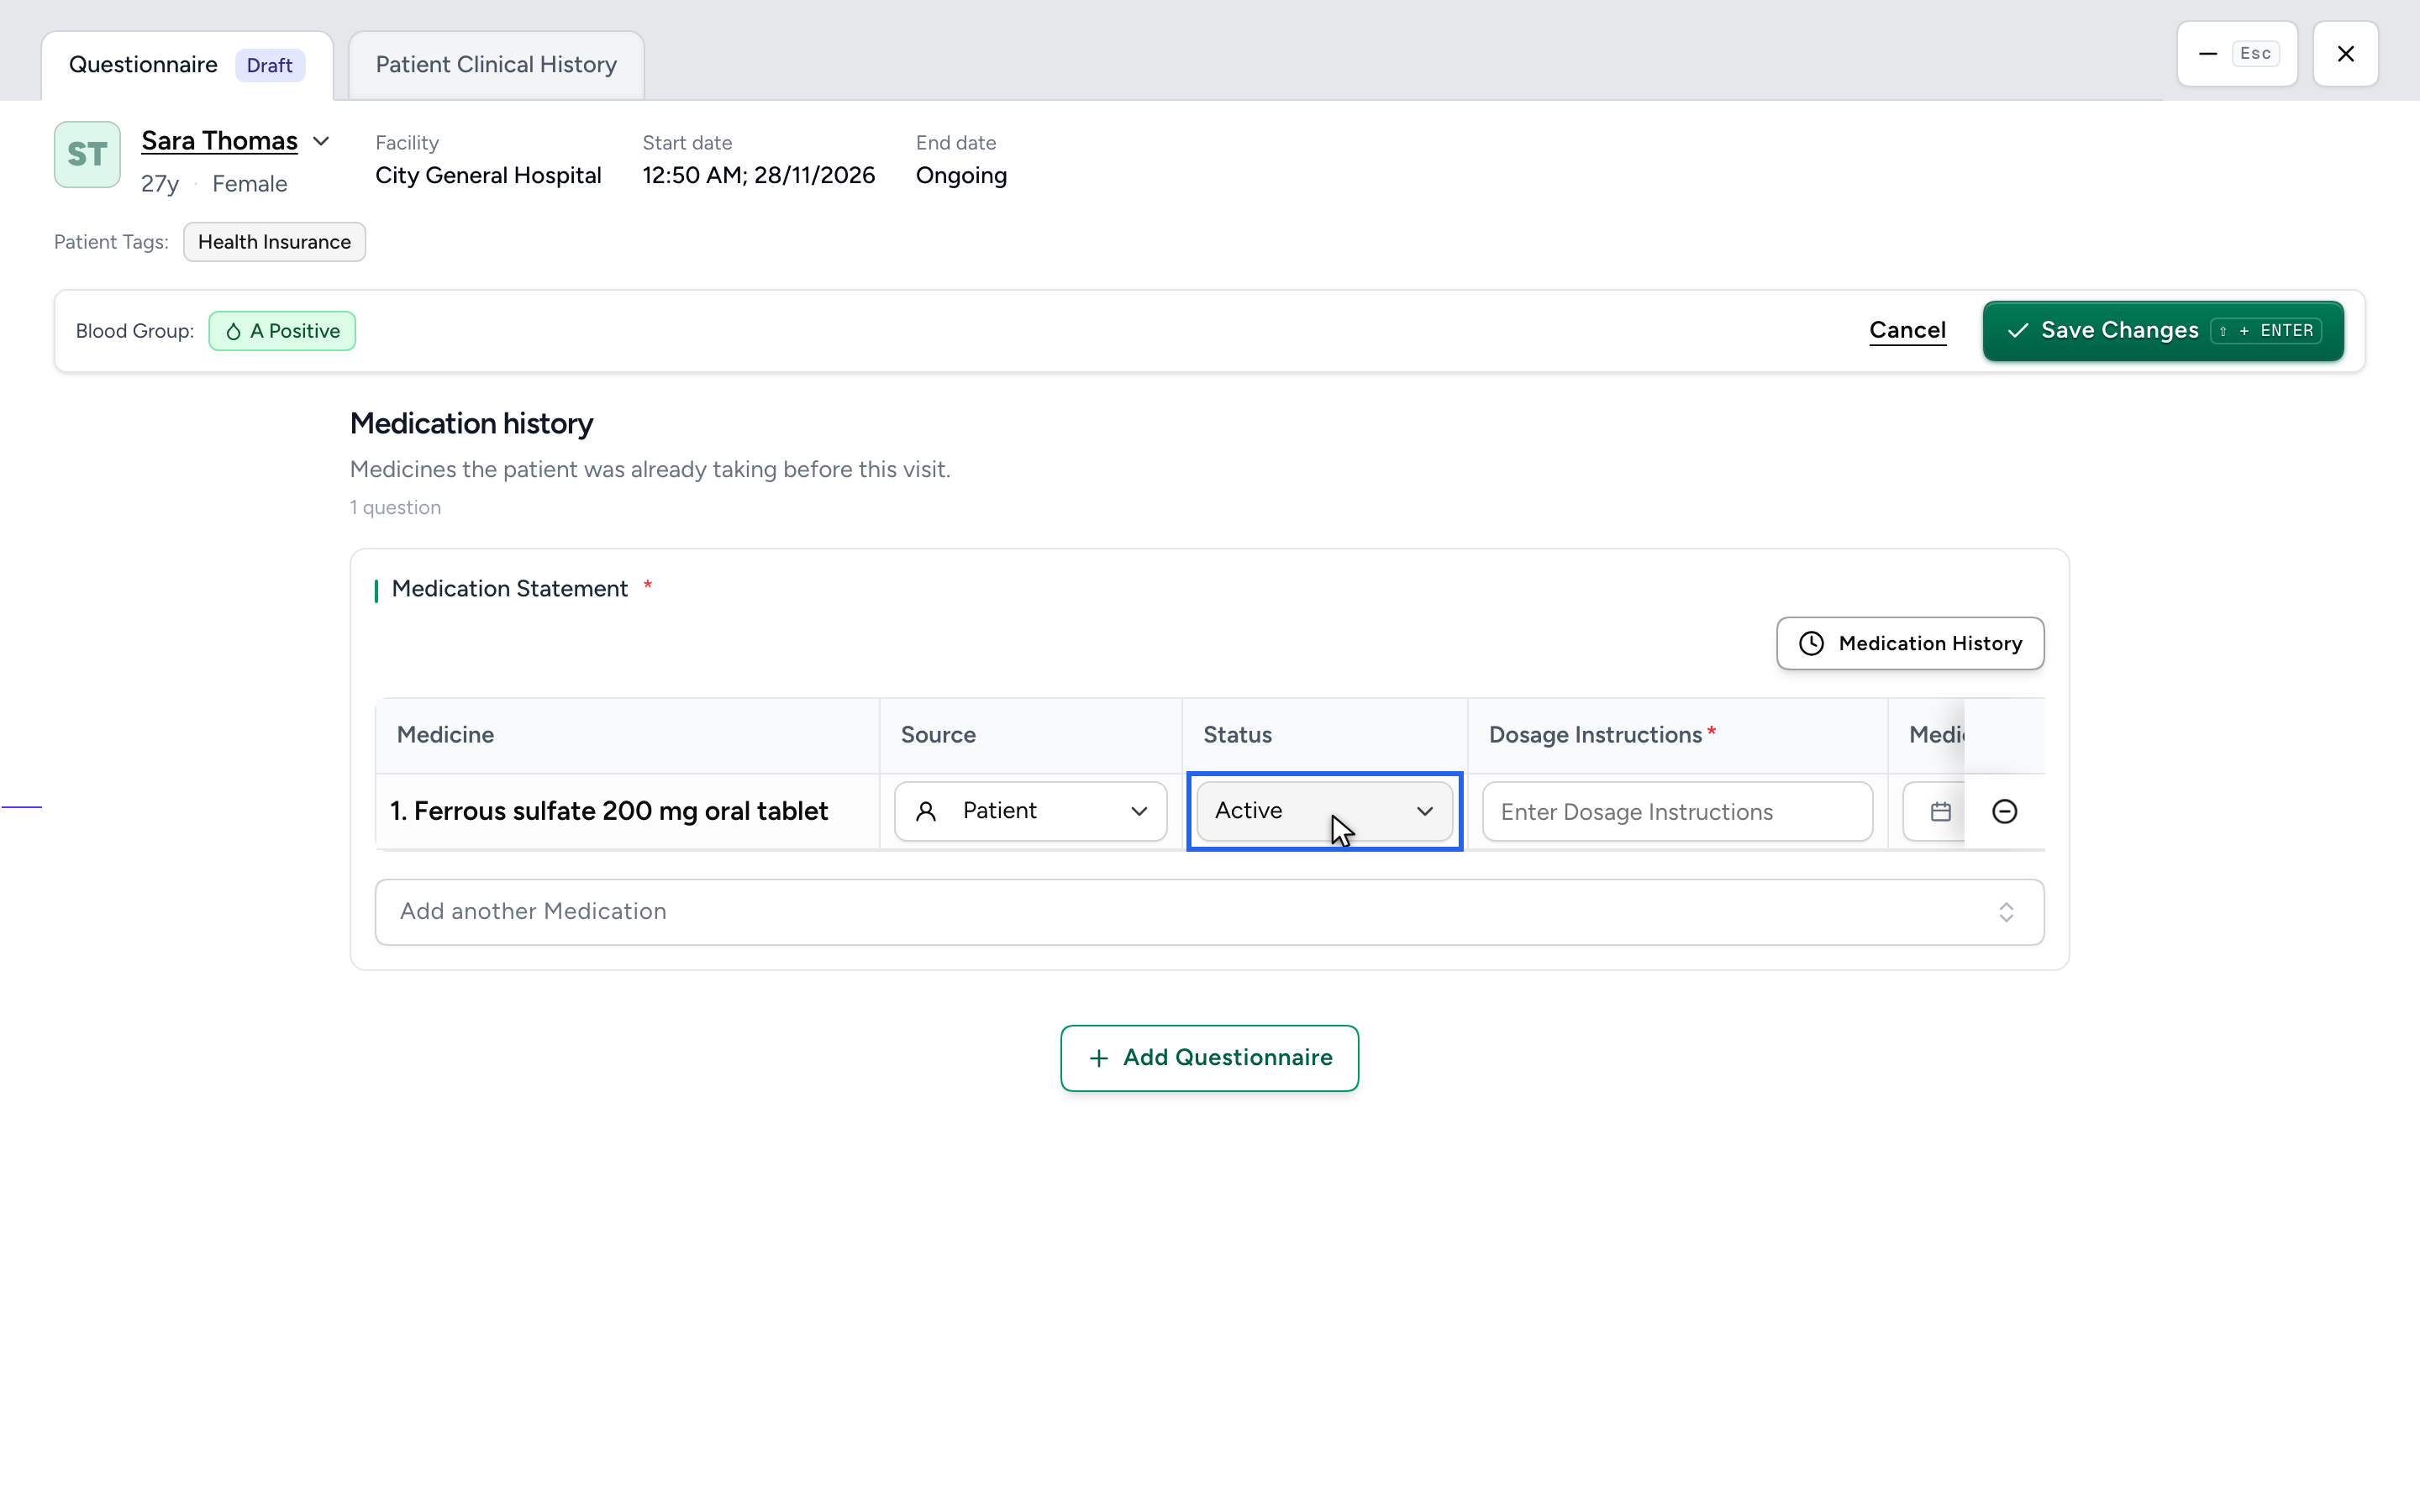 Questionnaire Draft
Patient Clinical History
Esc
ST
Sara Thomas
27y · Female
Facility
City General Hospital
Start date
12:50 AM; 28/11/2026
End date
Ongoing
Patient Tags: Health Insurance
Blood Group: A Positive
Cancel
Save Changes ⇧ + ENTER
Medication history
Medicines the patient was already taking before this visit.
1 question
Medication Statement *
Medication History
Medicine Source Status Dosage Instructions *
1. Ferrous sulfate 200 mg oral tablet Patient Active Enter Dosage Instructions
Add another Medication
+ Add Questionnaire